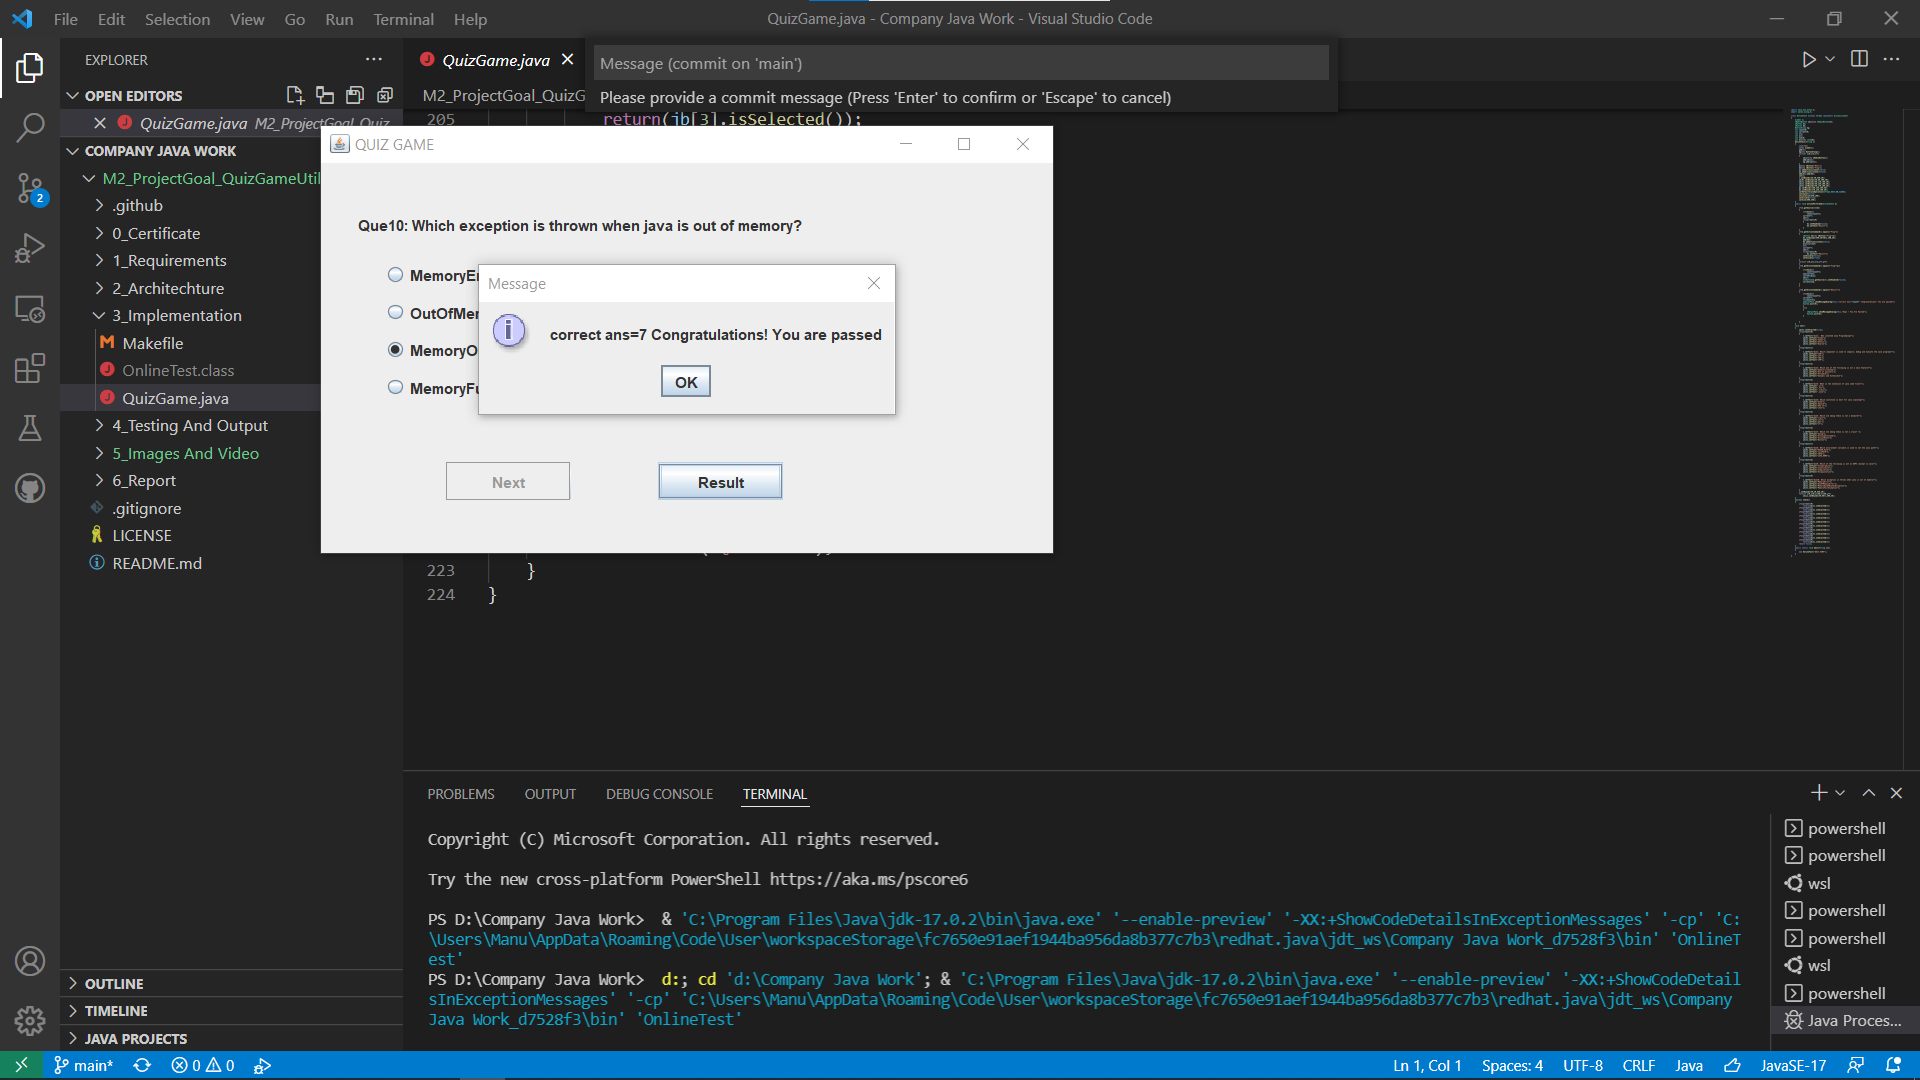 File Edit Selection View Go Run Terminal Help
QuizGame.java - Company Java Work - Visual Studio Code
EXPLORER
OPEN EDITORS
QuizGame.java M2_ProjectGoal_Quiz
COMPANY JAVA WORK
M2_ProjectGoal_QuizGameUtil
.github
0_Certificate
1_Requirements
2_Architechture
3_Implementation
Makefile
OnlineTest.class
QuizGame.java
4_Testing And Output
5_Images And Video
6_Report
.gitignore
LICENSE
README.md
OUTLINE
TIMELINE
JAVA PROJECTS
2
QuizGame.java
M2_ProjectGoal_QuizG
Message (commit on 'main')
Please provide a commit message (Press 'Enter' to confirm or 'Escape' to cancel)
205 return(jb[3].isSelected());
QUIZ GAME
Que10: Which exception is thrown when java is out of memory?
MemoryEr
OutOfMem
MemoryO
MemoryFu
Message
correct ans=7 Congratulations! You are passed
OK
Next Result
223 }
224 }
PROBLEMS OUTPUT DEBUG CONSOLE TERMINAL
Copyright (C) Microsoft Corporation. All rights reserved.
Try the new cross-platform PowerShell https://aka.ms/pscore6
PS D:\Company Java Work>  & 'C:\Program Files\Java\jdk-17.0.2\bin\java.exe' '--enable-preview' '-XX:+ShowCodeDetailsInExceptionMessages' '-cp' 'C:
\Users\Manu\AppData\Roaming\Code\User\workspaceStorage\fc7650e91aef1944ba956da8b377c7b3\redhat.java\jdt_ws\Company Java Work_d7528f3\bin' 'OnlineT
est'
PS D:\Company Java Work>  d:; cd 'd:\Company Java Work'; & 'C:\Program Files\Java\jdk-17.0.2\bin\java.exe' '--enable-preview' '-XX:+ShowCodeDetail
sInExceptionMessages' '-cp' 'C:\Users\Manu\AppData\Roaming\Code\User\workspaceStorage\fc7650e91aef1944ba956da8b377c7b3\redhat.java\jdt_ws\Company
Java Work_d7528f3\bin' 'OnlineTest'
powershell
powershell
wsl
powershell
powershell
wsl
powershell
Java Proces...
main* 0 0 Ln 1, Col 1 Spaces: 4 UTF-8 CRLF Java JavaSE-17